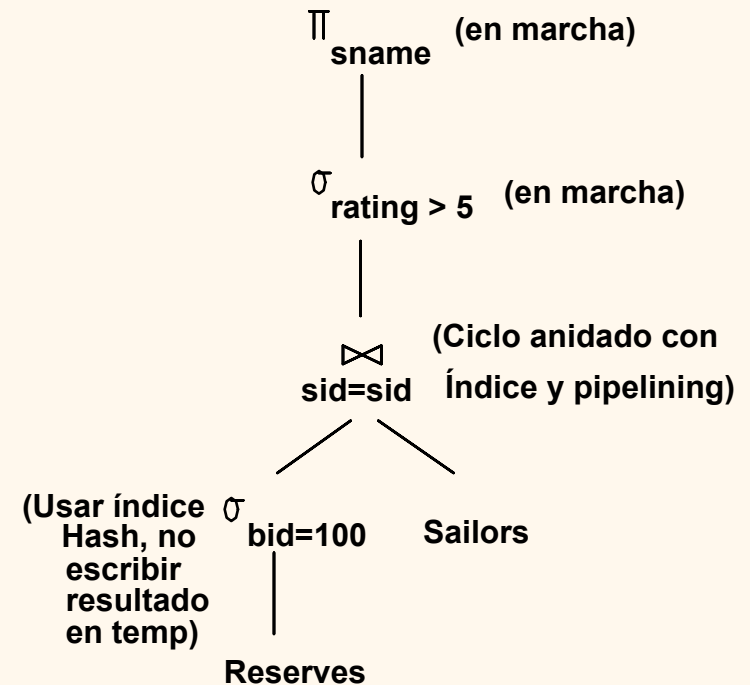 π sname (en marcha)
σ rating > 5 (en marcha)
⋈ (Ciclo anidado con
sid=sid Índice y pipelining)
(Usar índice
Hash, no
escribir
resultado
en temp)
σ bid=100
Sailors
Reserves